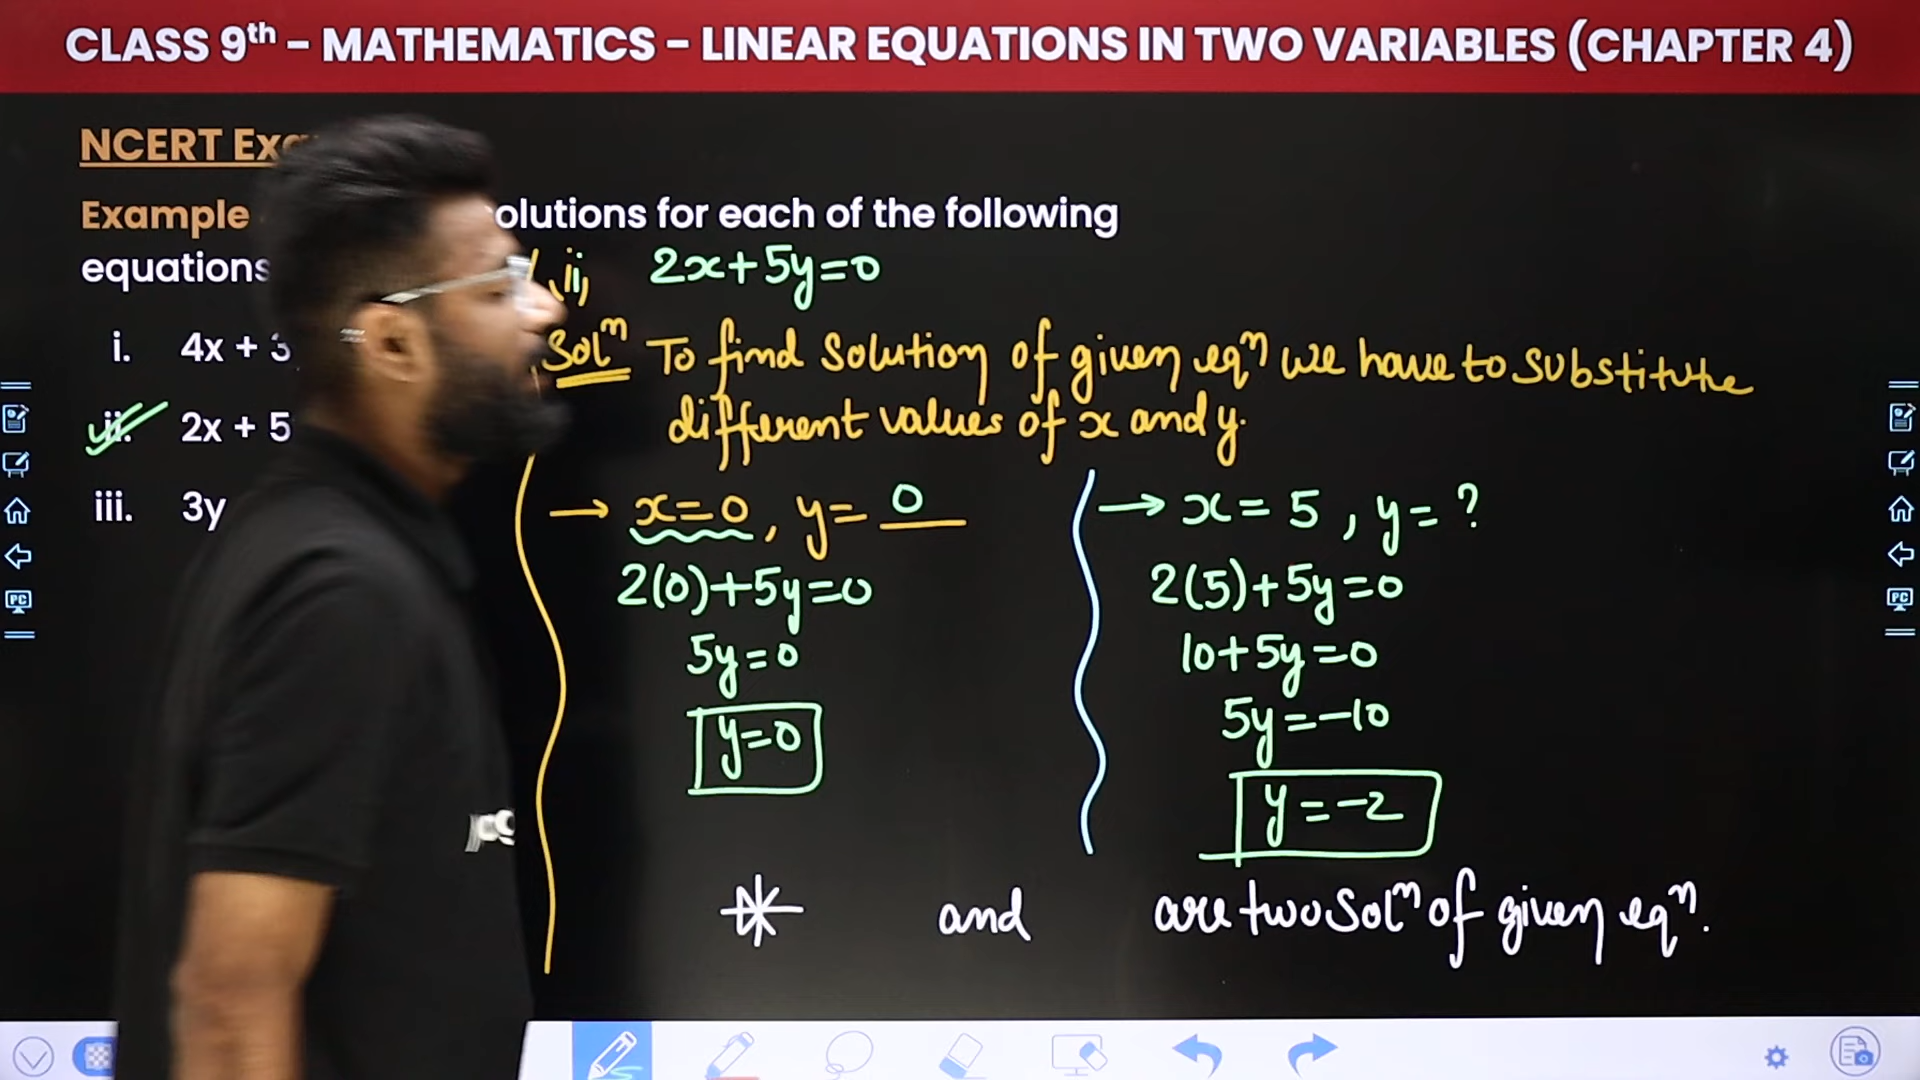 CLASS 9th - MATHEMATICS - LINEAR EQUATIONS IN TWO VARIABLES (CHAPTER 4)
NCERT
Example
for each of the following
equations
i. 4x + 3
ii. 2x + 5
iii. 3y
ii, 2x+5y=0
Solⁿ To find Solution of given eqⁿ we have to substitute
different values of x and y.
→ x=0, y= 0
2(0)+5y=0
5y=0
y=0
→ x = 5, y= ?
2(5)+5y=0
10+5y=0
5y=-10
y=-2
and are two Solⁿ of given eqⁿ.
PC
PC